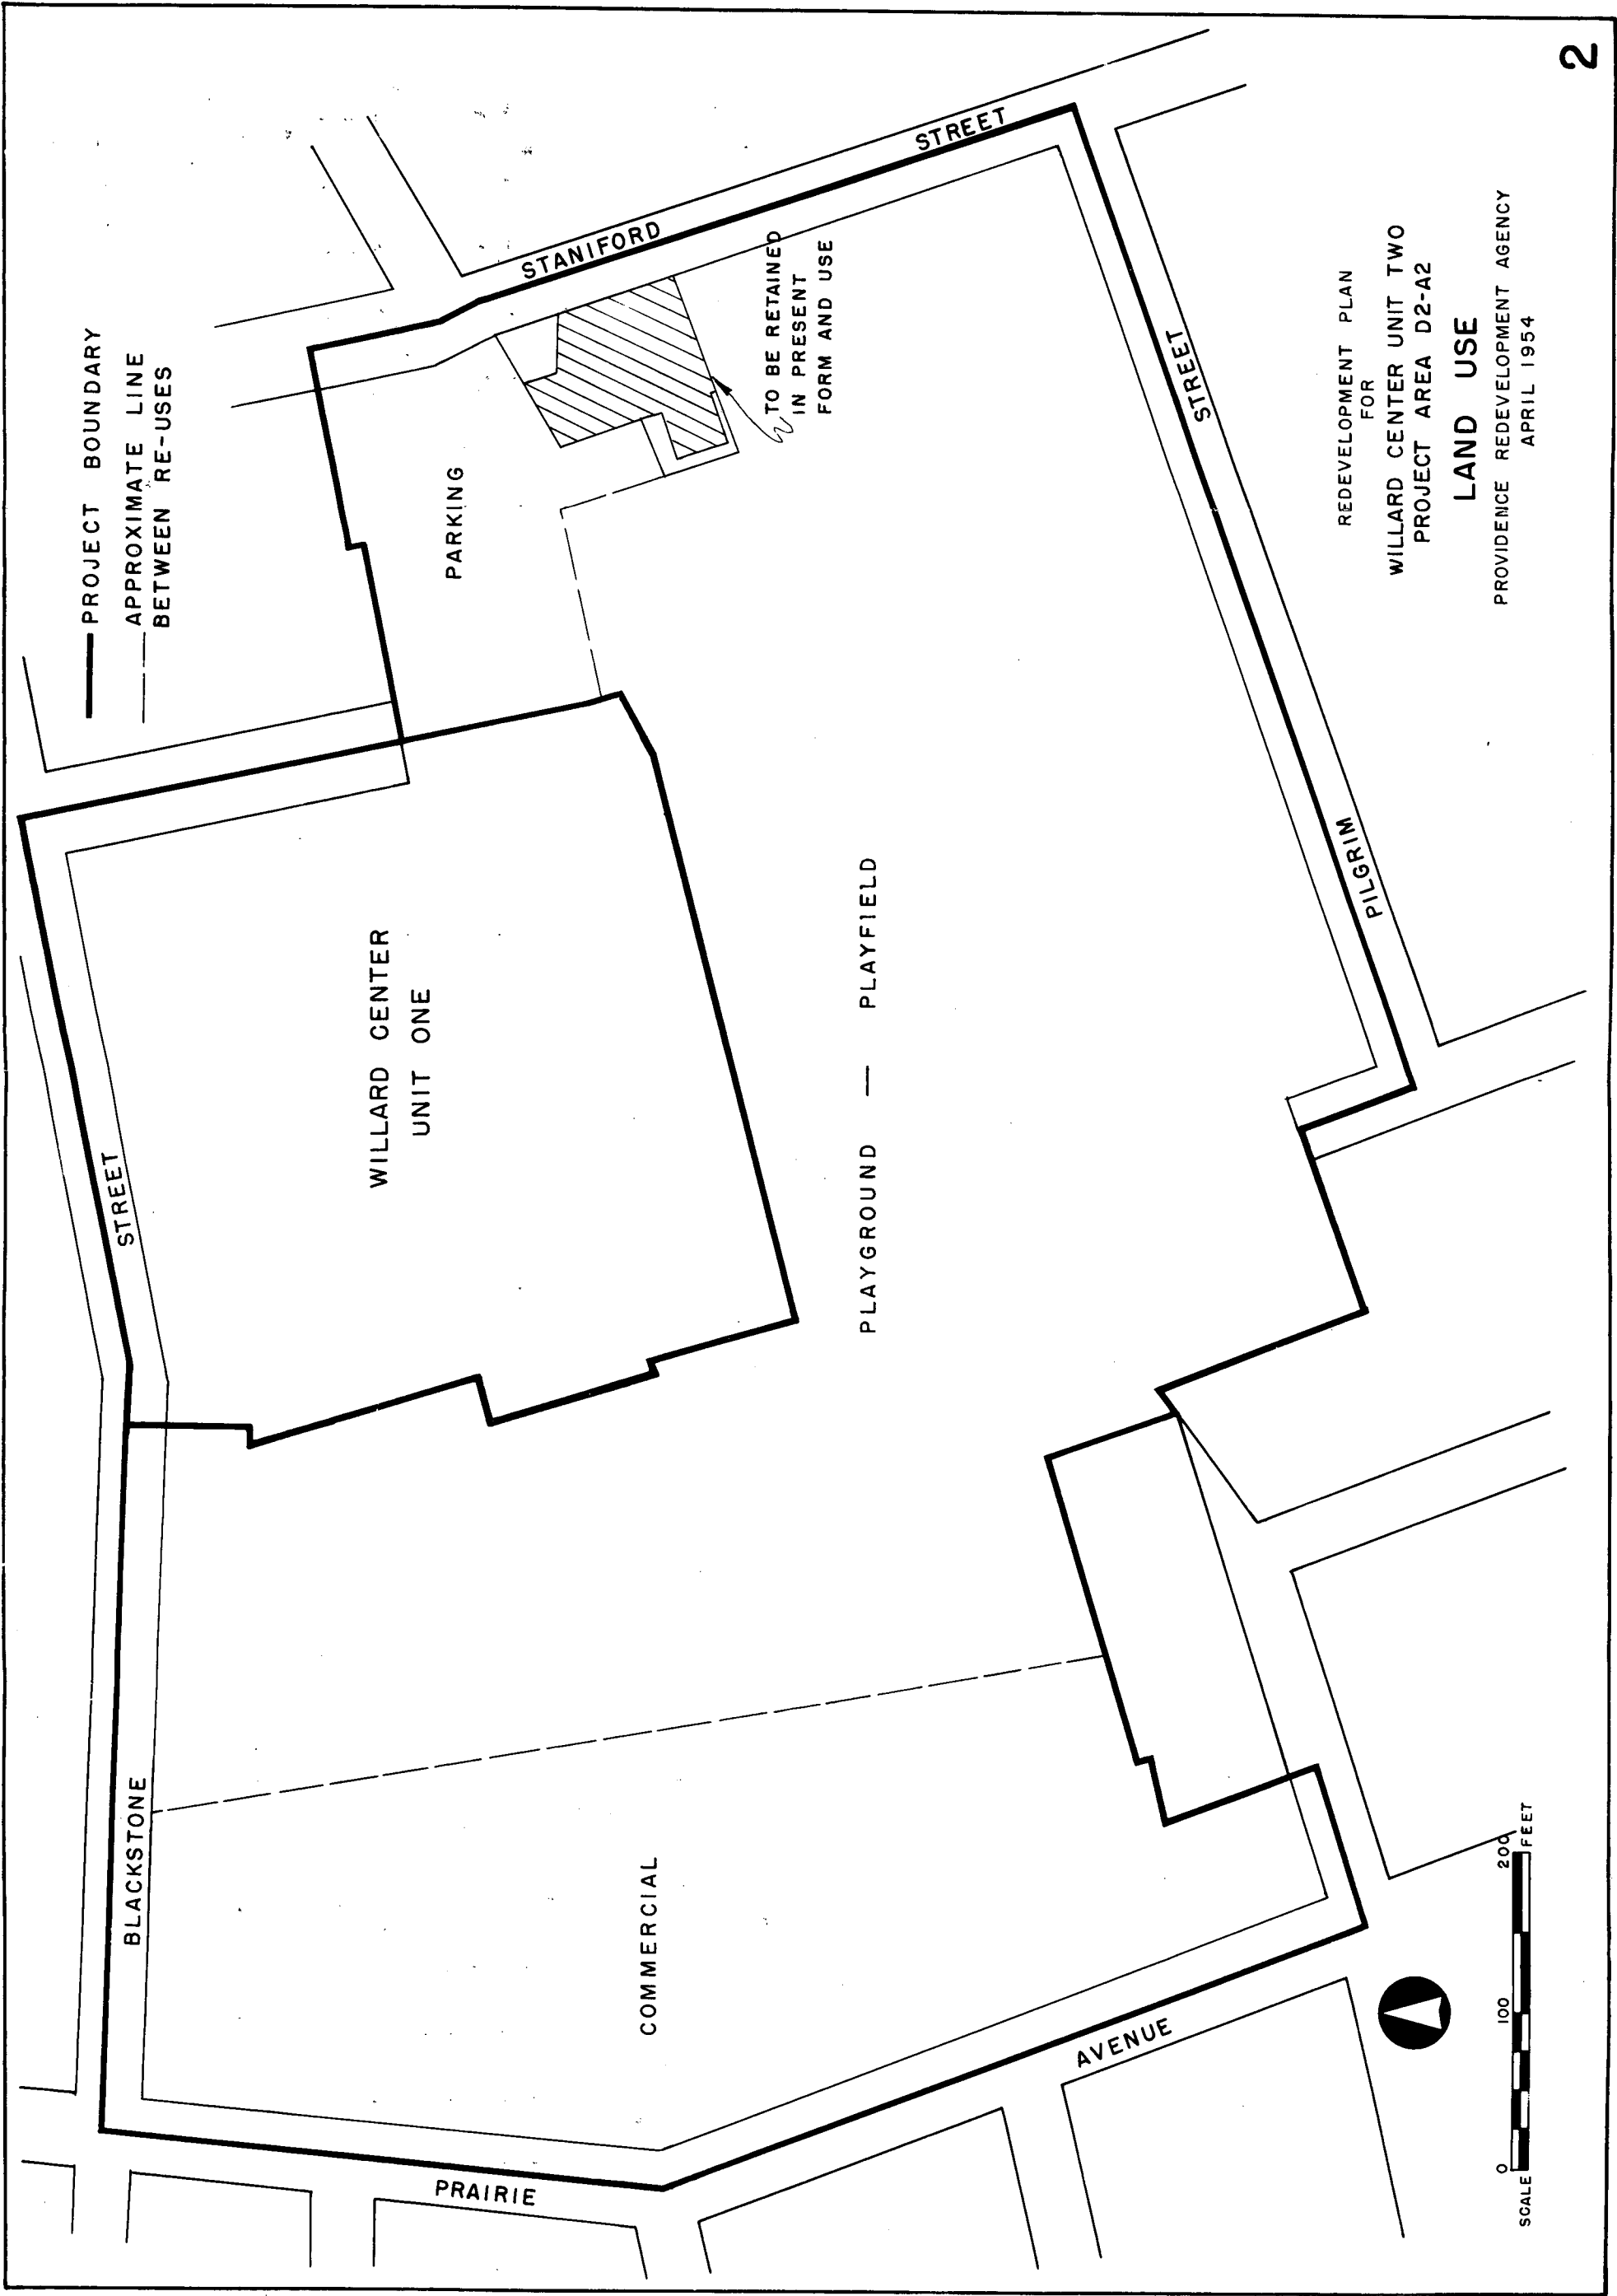 PROJECT BOUNDARY
APPROXIMATE LINE
BETWEEN RE-USES
BLACKSTONE STREET
WILLARD CENTER
UNIT ONE
PARKING
STANIFORD STREET
TO BE RETAINED
IN PRESENT
FORM AND USE
PRAIRIE AVENUE
COMMERCIAL
PLAYGROUND — PLAYFIELD
PILGRIM STREET
SCALE 0 100 200 FEET
REDEVELOPMENT PLAN
FOR
WILLARD CENTER UNIT TWO
PROJECT AREA D2-A2
LAND USE
PROVIDENCE REDEVELOPMENT AGENCY
APRIL 1954
2